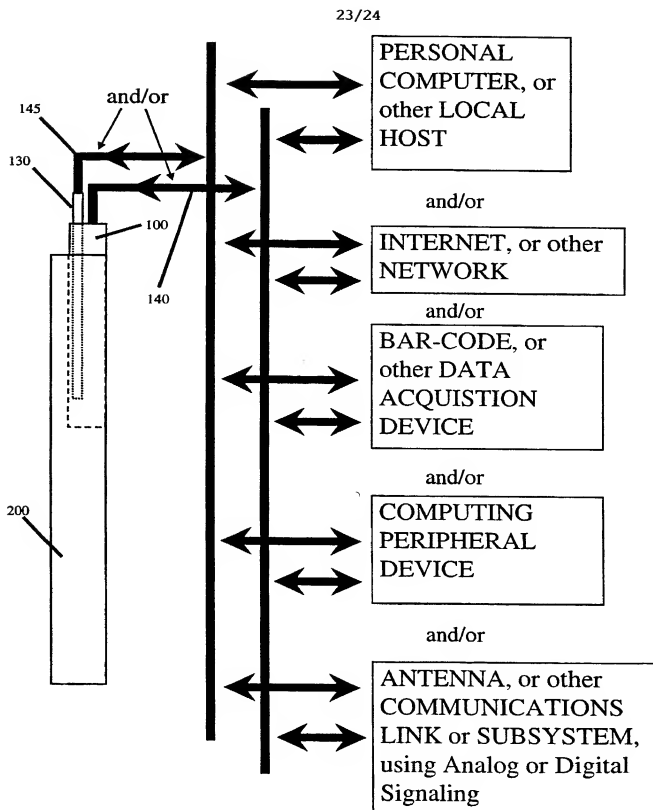 23/24
PERSONAL
COMPUTER, or
other LOCAL
HOST
and/or
145
130
100
140
and/or
INTERNET, or other
NETWORK
and/or
BAR-CODE, or
other DATA
ACQUISTION
DEVICE
and/or
200
COMPUTING
PERIPHERAL
DEVICE
and/or
ANTENNA, or other
COMMUNICATIONS
LINK or SUBSYSTEM,
using Analog or Digital
Signaling